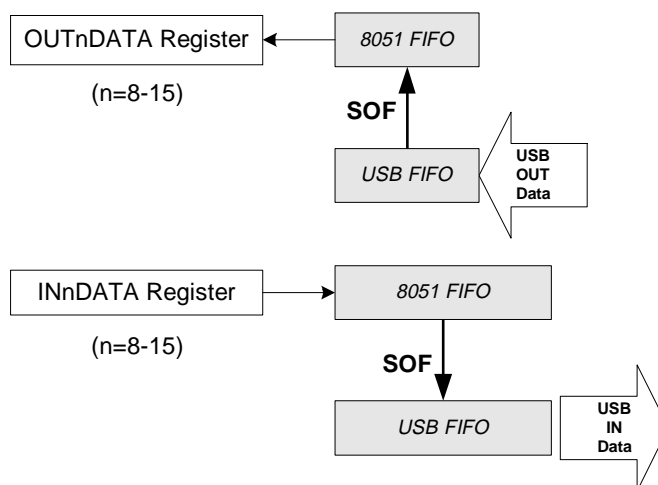 OUTnDATA Register
8051 FIFO
(n=8-15)
SOF
USB FIFO
USB
OUT
Data
INnDATA Register
8051 FIFO
(n=8-15)
SOF
USB FIFO
USB
IN
Data